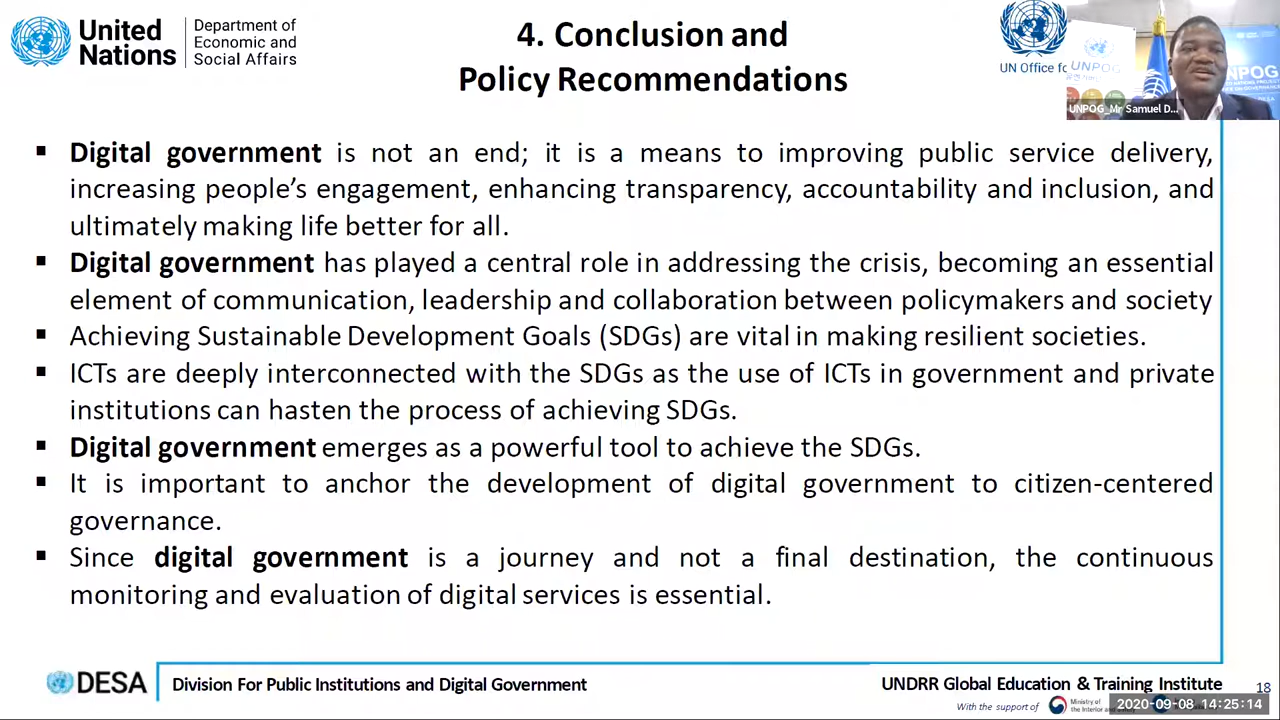 United
Nations
Department of
Economic and
Social Affairs
4. Conclusion and
Policy Recommendations
UN Office fo
UNPOG
UNPOG
UNPOG_Mr Samuel D...
▪ Digital government is not an end; it is a means to improving public service delivery,
increasing people’s engagement, enhancing transparency, accountability and inclusion, and
ultimately making life better for all.
▪ Digital government has played a central role in addressing the crisis, becoming an essential
element of communication, leadership and collaboration between policymakers and society
▪ Achieving Sustainable Development Goals (SDGs) are vital in making resilient societies.
▪ ICTs are deeply interconnected with the SDGs as the use of ICTs in government and private
institutions can hasten the process of achieving SDGs.
▪ Digital government emerges as a powerful tool to achieve the SDGs.
▪ It is important to anchor the development of digital government to citizen-centered
governance.
▪ Since digital government is a journey and not a final destination, the continuous
monitoring and evaluation of digital services is essential.
DESA
Division For Public Institutions and Digital Government
UNDRR Global Education & Training Institute
18
With the support of
Ministry of
the Interior
2020-09-08 14:25:14